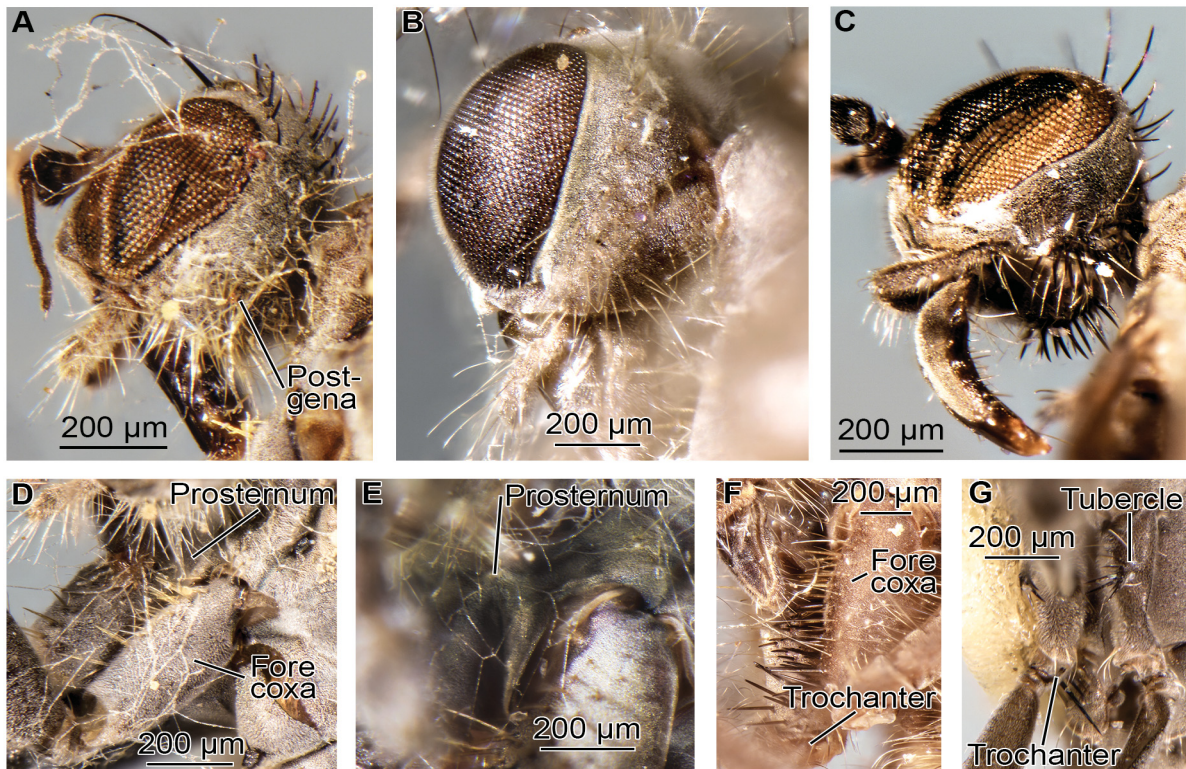 A
Post-
gena
200 µm
B
200 µm
C
200 µm
D
Prosternum
Fore
coxa
200 µm
E
Prosternum
200 µm
F
200 µm
Fore
coxa
Trochanter
G
Tubercle
200 µm
Trochanter